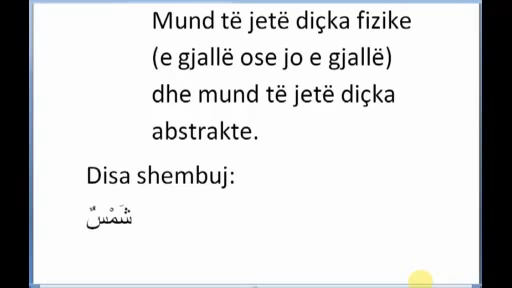 Mund të jetë diçka fizike
(e gjallë ose jo e gjallë)
dhe mund të jetë diçka
abstrakte.
Disa shembuj:
شَمْسٌ